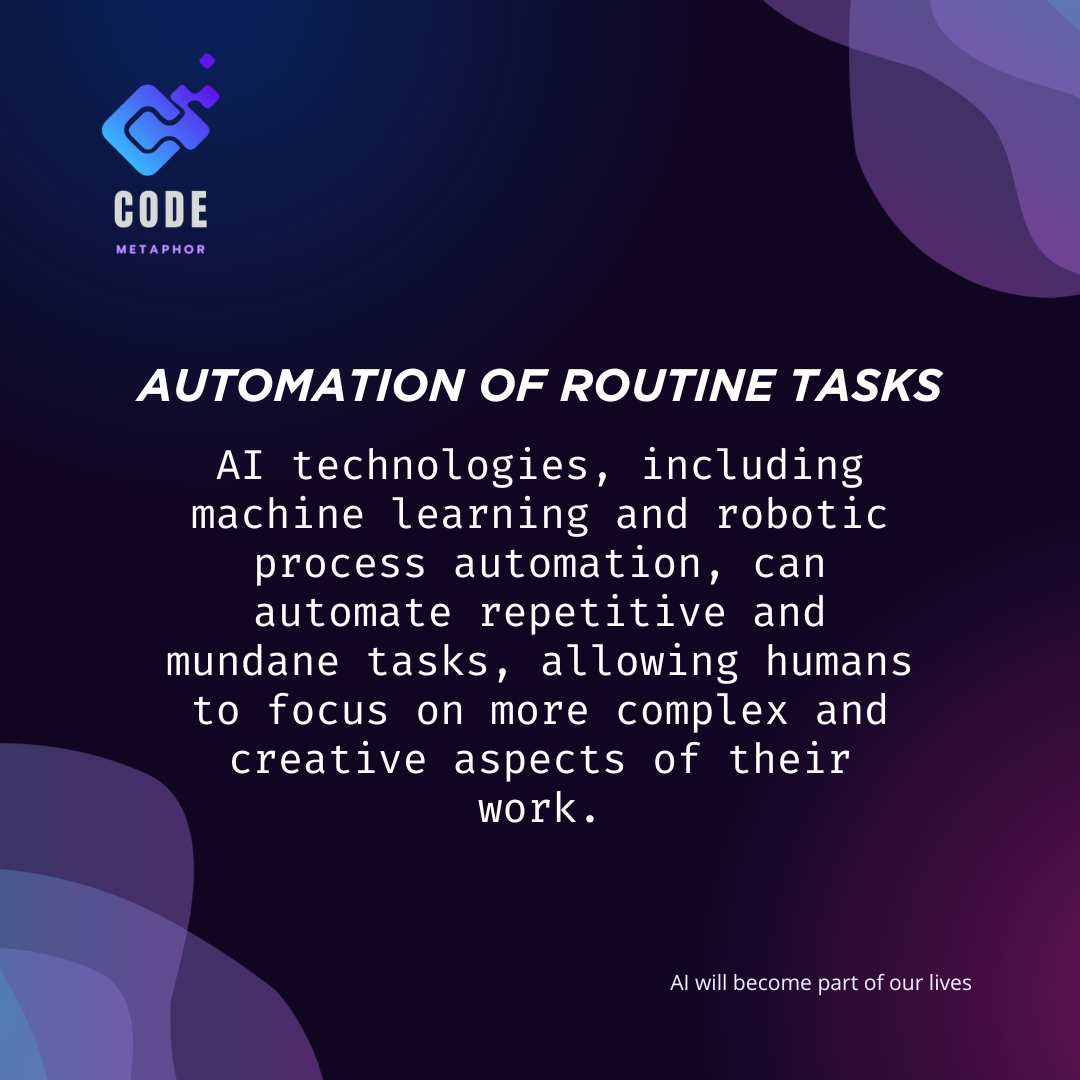 CODE
METAPHOR
AUTOMATION OF ROUTINE TASKS
AI technologies, including
machine learning and robotic
process automation, can
automate repetitive and
mundane tasks, allowing humans
to focus on more complex and
creative aspects of their
work.
AI will become part of our lives